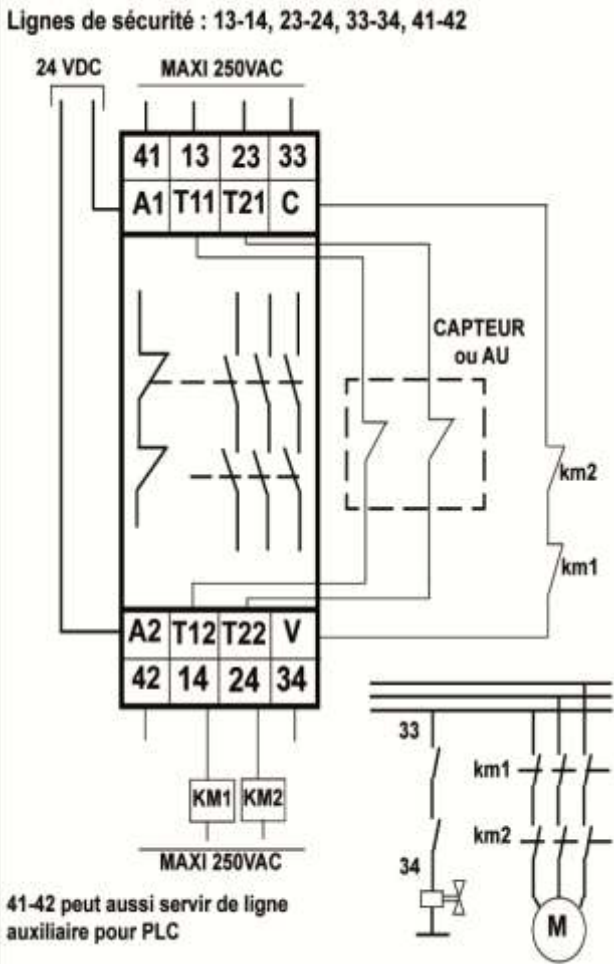 Lignes de sécurité : 13-14, 23-24, 33-34, 41-42
24 VDC
MAXI 250VAC
41 13 23 33
A1 T11 T21 C
CAPTEUR
ou AU
km2
km1
A2 T12 T22 V
42 14 24 34
KM1 KM2
MAXI 250VAC
33
km1
km2
34
M
41-42 peut aussi servir de ligne
auxiliaire pour PLC